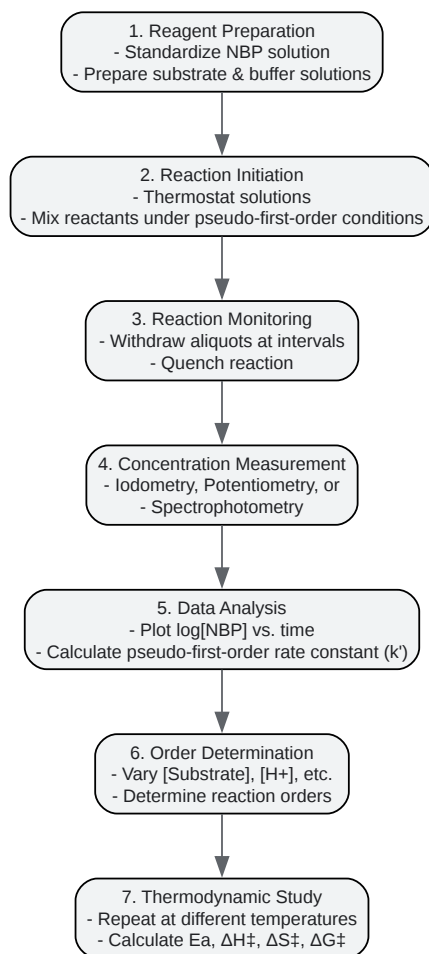 1. Reagent Preparation
- Standardize NBP solution
- Prepare substrate & buffer solutions
2. Reaction Initiation
- Thermostat solutions
- Mix reactants under pseudo-first-order conditions
3. Reaction Monitoring
- Withdraw aliquots at intervals
- Quench reaction
4. Concentration Measurement
- Iodometry, Potentiometry, or
- Spectrophotometry
5. Data Analysis
- Plot log[NBP] vs. time
- Calculate pseudo-first-order rate constant (k')
6. Order Determination
- Vary [Substrate], [H+], etc.
- Determine reaction orders
7. Thermodynamic Study
- Repeat at different temperatures
- Calculate Ea, ΔH‡, ΔS‡, ΔG‡